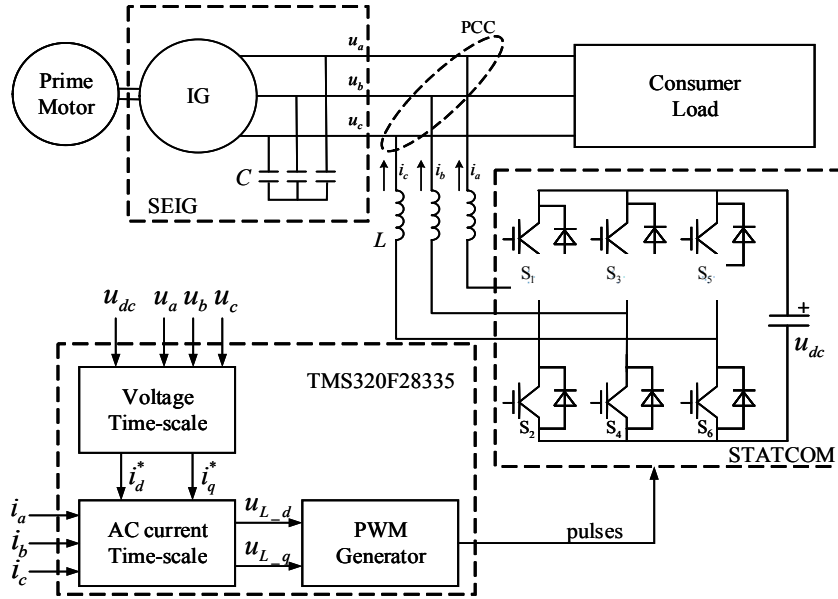 PCC
u_a
u_b
u_c
Prime
Motor
IG
Consumer
Load
C
SEIG
i_c
i_b
i_a
L
S_1
S_3
S_5
+
u_dc
S_2
S_4
S_6
STATCOM
u_dc
u_a
u_b
u_c
TMS320F28335
Voltage
Time-scale
i_d^*
i_q^*
i_a
i_b
i_c
AC current
Time-scale
u_L_d
u_L_q
PWM
Generator
pulses